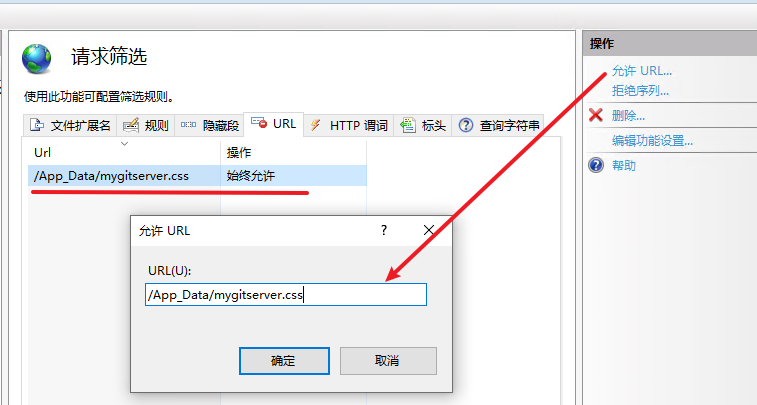 请求筛选
使用此功能可配置筛选规则。
文件扩展名 规则 隐藏段 URL HTTP 谓词 标头 查询字符串
Url 操作
/App_Data/mygitserver.css 始终允许
允许 URL ?
URL(U):
/App_Data/mygitserver.css
确定 取消
操作
允许 URL...
拒绝序列...
删除...
编辑功能设置...
帮助